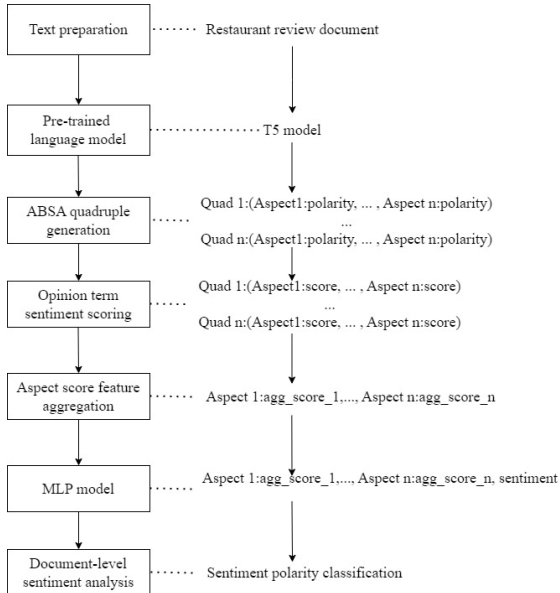 Text preparation
Restaurant review document
Pre-trained
language model
T5 model
ABSA quadruple
generation
Quad 1:(Aspect1:polarity, ... , Aspect n:polarity)
...
Quad n:(Aspect1:polarity, ... , Aspect n:polarity)
Opinion term
sentiment scoring
Quad 1:(Aspect1:score, ... , Aspect n:score)
...
Quad n:(Aspect1:score, ... , Aspect n:score)
Aspect score feature
aggregation
Aspect 1:agg_score_1,..., Aspect n:agg_score_n
MLP model
Aspect 1:agg_score_1,..., Aspect n:agg_score_n, sentiment
Document-level
sentiment analysis
Sentiment polarity classification